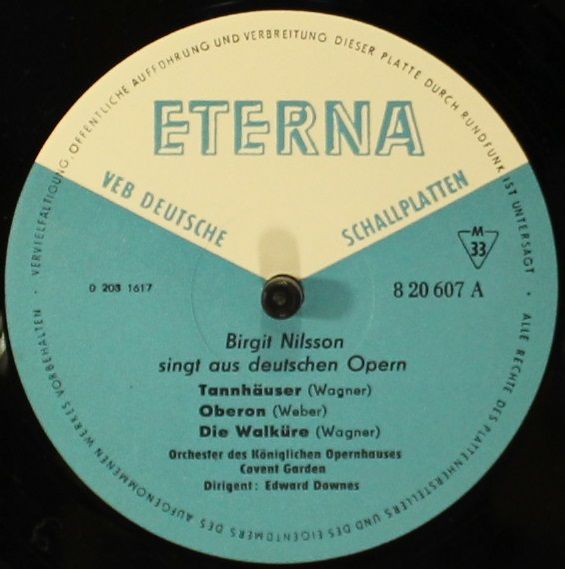 VERVIELFÄLTIGUNG, ÖFFENTLICHE AUFFÜHRUNG UND VERBREITUNG DIESER PLATTE DURCH RUNDFUNK IST UNTERSAGT · ALLE RECHTE DES PLATTENHERSTELLERS UND DES EIGENTÜMERS DES AUFGENOMMENEN WERKES VORBEHALTEN ·
ETERNA
VEB DEUTSCHE SCHALLPLATTEN
M
33
0 203 1617
8 20 607 A
Birgit Nilsson
singt aus deutschen Opern
Tannhäuser (Wagner)
Oberon (Weber)
Die Walküre (Wagner)
Orchester des Königlichen Opernhauses
Covent Garden
Dirigent: Edward Downes